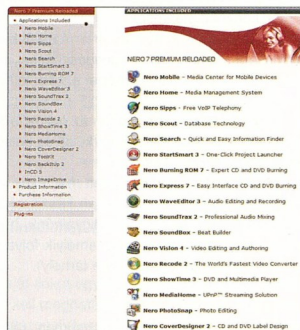 Nero 7 Premium Reloaded
Applications Included
Nero Mobile
Nero Home
Nero Sipps
Nero Scout
Nero Search
Nero StartSmart 3
Nero Burning ROM 7
Nero Express 7
Nero WaveEditor 3
Nero SoundTrax 2
Nero SoundBox
Nero Vision 4
Nero Recode 2
Nero ShowTime 3
Nero MediaHome
Nero PhotoSnap
Nero CoverDesigner 2
Nero Toolkit
Nero BackItUp 2
InCD 5
Nero ImageDrive
Product Information
Purchase Information
Registration
Plug-ins
APPLICATIONS INCLUDED
NERO 7 PREMIUM RELOADED
Nero Mobile - Media Center for Mobile Devices
Nero Home - Media Management System
Nero Sipps - Free VoIP Telephony
Nero Scout - Database Technology
Nero Search - Quick and Easy Information Finder
Nero StartSmart 3 - One-Click Project Launcher
Nero Burning ROM 7 - Expert CD and DVD Burning
Nero Express 7 - Easy Interface CD and DVD Burning
Nero WaveEditor 3 - Audio Editing and Recording
Nero SoundTrax 2 - Professional Audio Mixing
Nero SoundBox - Beat Builder
Nero Vision 4 - Video Editing and Authoring
Nero Recode 2 - The World's Fastest Video Converter
Nero ShowTime 3 - DVD and Multimedia Player
Nero MediaHome - UPnP™ Streaming Solution
Nero PhotoSnap - Photo Editing
Nero CoverDesigner 2 - CD and DVD Label Design